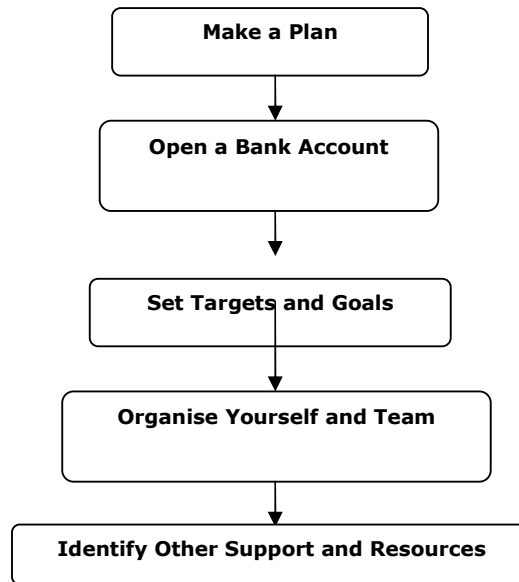 Make a Plan
Open a Bank Account
Set Targets and Goals
Organise Yourself and Team
Identify Other Support and Resources